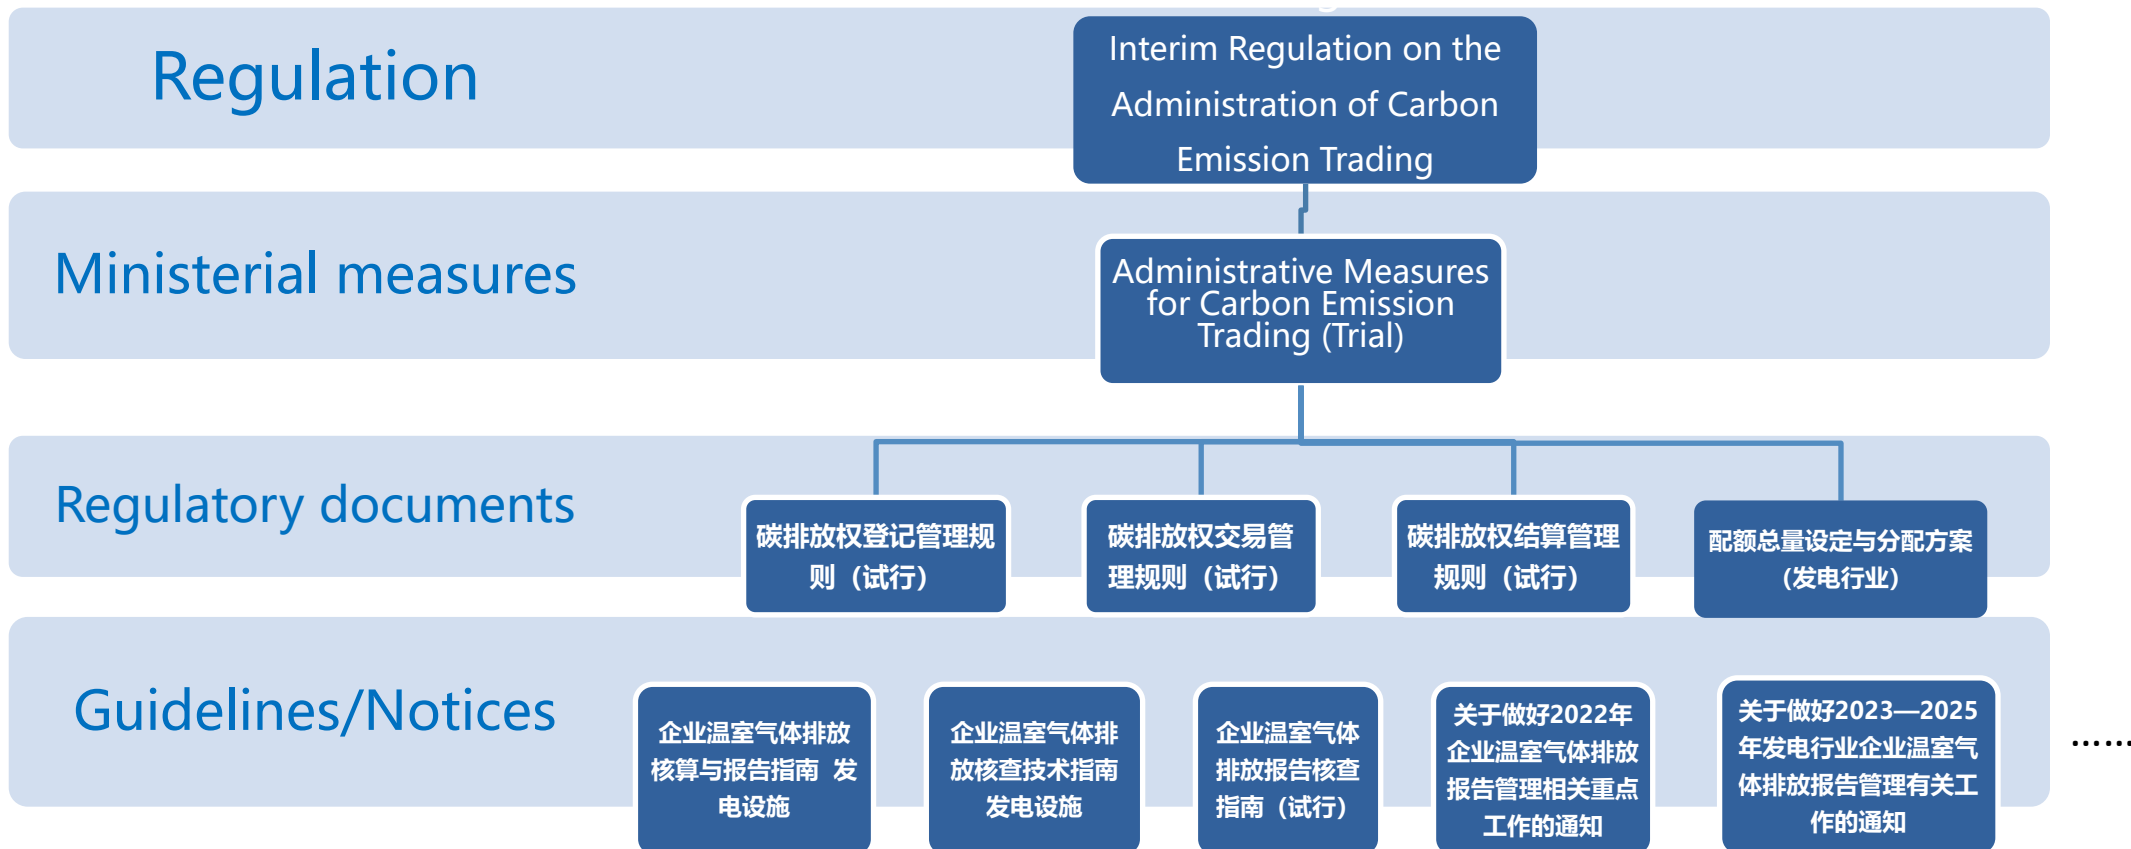 Regulation
Interim Regulation on the
Administration of Carbon
Emission Trading
Ministerial measures
Administrative Measures
for Carbon Emission
Trading (Trial)
Regulatory documents
碳排放权登记管理规
则（试行）
碳排放权交易管
理规则（试行）
碳排放权结算管理
规则（试行）
配额总量设定与分配方案
（发电行业）
Guidelines/Notices
企业温室气体排放
核算与报告指南 发
电设施
企业温室气体排
放核查技术指南
发电设施
企业温室气体
排放报告核查
指南（试行）
关于做好2022年
企业温室气体排放
报告管理相关重点
工作的通知
关于做好2023—2025
年发电行业企业温室气
体排放报告管理有关工
作的通知
······